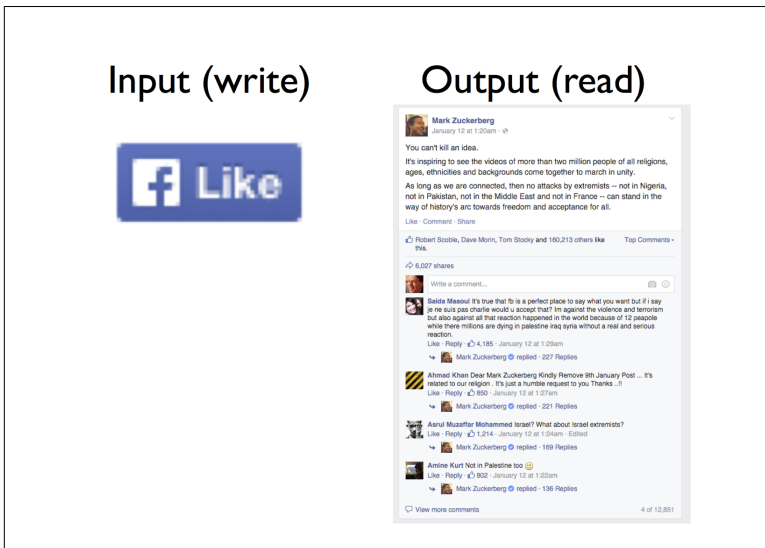 Input (write)
Output (read)
f Like
Mark Zuckerberg
January 12 at 1:20am ·
You can't kill an idea.
It's inspiring to see the videos of more than two million people of all religions,
ages, ethnicities and backgrounds come together to march in unity.
As long as we are connected, then no attacks by extremists -- not in Nigeria,
not in Pakistan, not in the Middle East and not in France -- can stand in the
way of history's arc towards freedom and acceptance for all.
Like · Comment · Share
Robert Scoble, Dave Morin, Tom Stocky and 160,213 others like
this.
Top Comments
6,027 shares
Write a comment...
Saida Masoui It's true that fb is a perfect place to say what you want but if i say
je ne suis pas charlie would u accept that? Im against the violence and terrorism
but also against all that reaction happened in the world because of 12 peapole
while there millions are dying in palestine iraq syria without a real and serious
reaction.
Like · Reply · 4,185 · January 12 at 1:29am
Mark Zuckerberg replied · 227 Replies
Ahmad Khan Dear Mark Zuckerberg Kindly Remove 9th January Post ... It's
related to our religion . It's just a humble request to you Thanks ..!!
Like · Reply · 850 · January 12 at 1:27am
Mark Zuckerberg replied · 221 Replies
Asrul Muzaffar Mohammed Israel? What about Israel extremists?
Like · Reply · 1,214 · January 12 at 1:24am · Edited
Mark Zuckerberg replied · 169 Replies
Amine Kurt Not in Palestine too
Like · Reply · 802 · January 12 at 1:22am
Mark Zuckerberg replied · 136 Replies
View more comments
4 of 12,851